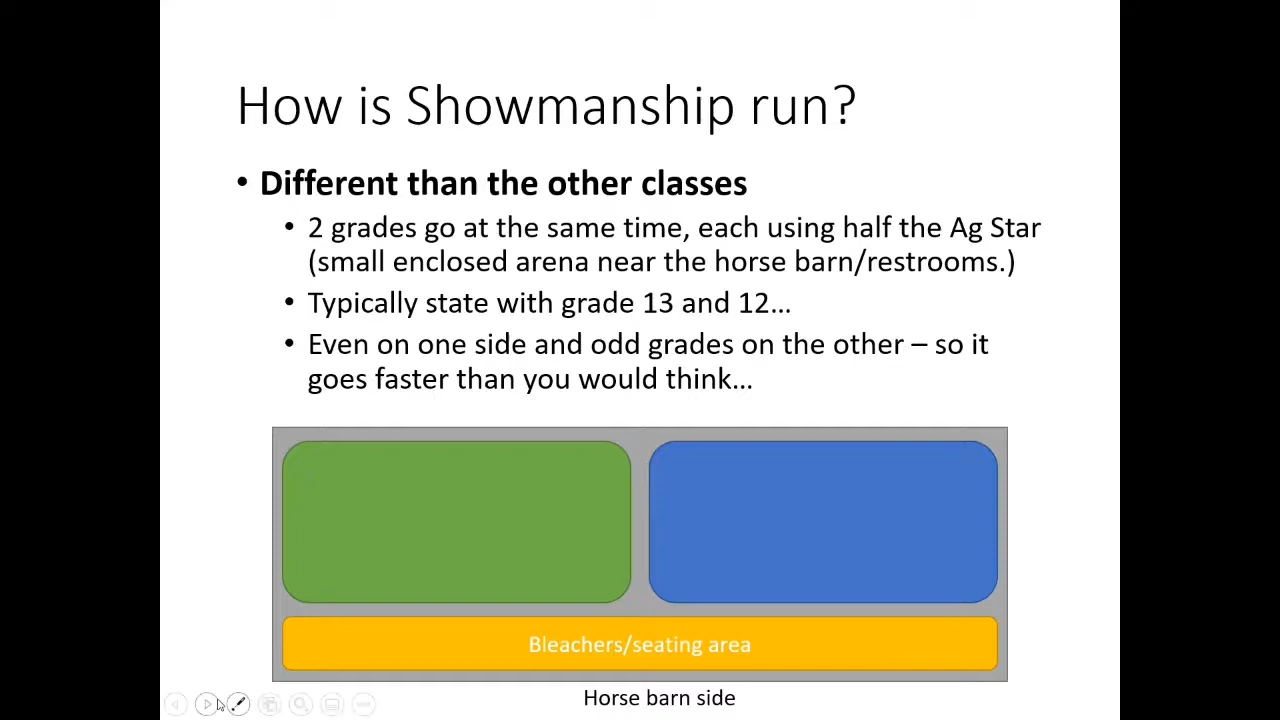 How is Showmanship run?
• Different than the other classes
• 2 grades go at the same time, each using half the Ag Star
(small enclosed arena near the horse barn/restrooms.)
• Typically state with grade 13 and 12…
• Even on one side and odd grades on the other – so it
goes faster than you would think…
Bleachers/seating area
Horse barn side